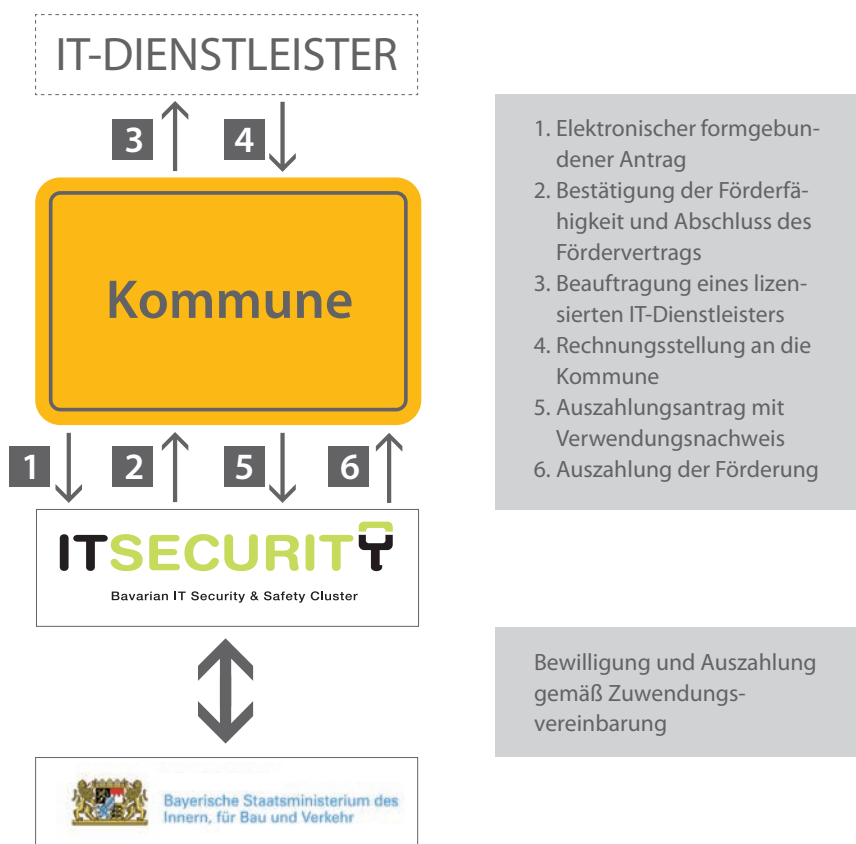 IT-DIENSTLEISTER
3
4
Kommune
1
2
5
6
ITSECURITY
Bavarian IT Security & Safety Cluster
Bayerische Staatsministerium des
Innern, für Bau und Verkehr
1. Elektronischer formgebun-
dener Antrag
2. Bestätigung der Förderfä-
higkeit und Abschluss des
Fördervertrags
3. Beauftragung eines lizen-
sierten IT-Dienstleisters
4. Rechnungsstellung an die
Kommune
5. Auszahlungsantrag mit
Verwendungsnachweis
6. Auszahlung der Förderung
Bewilligung und Auszahlung
gemäß Zuwendungs-
vereinbarung